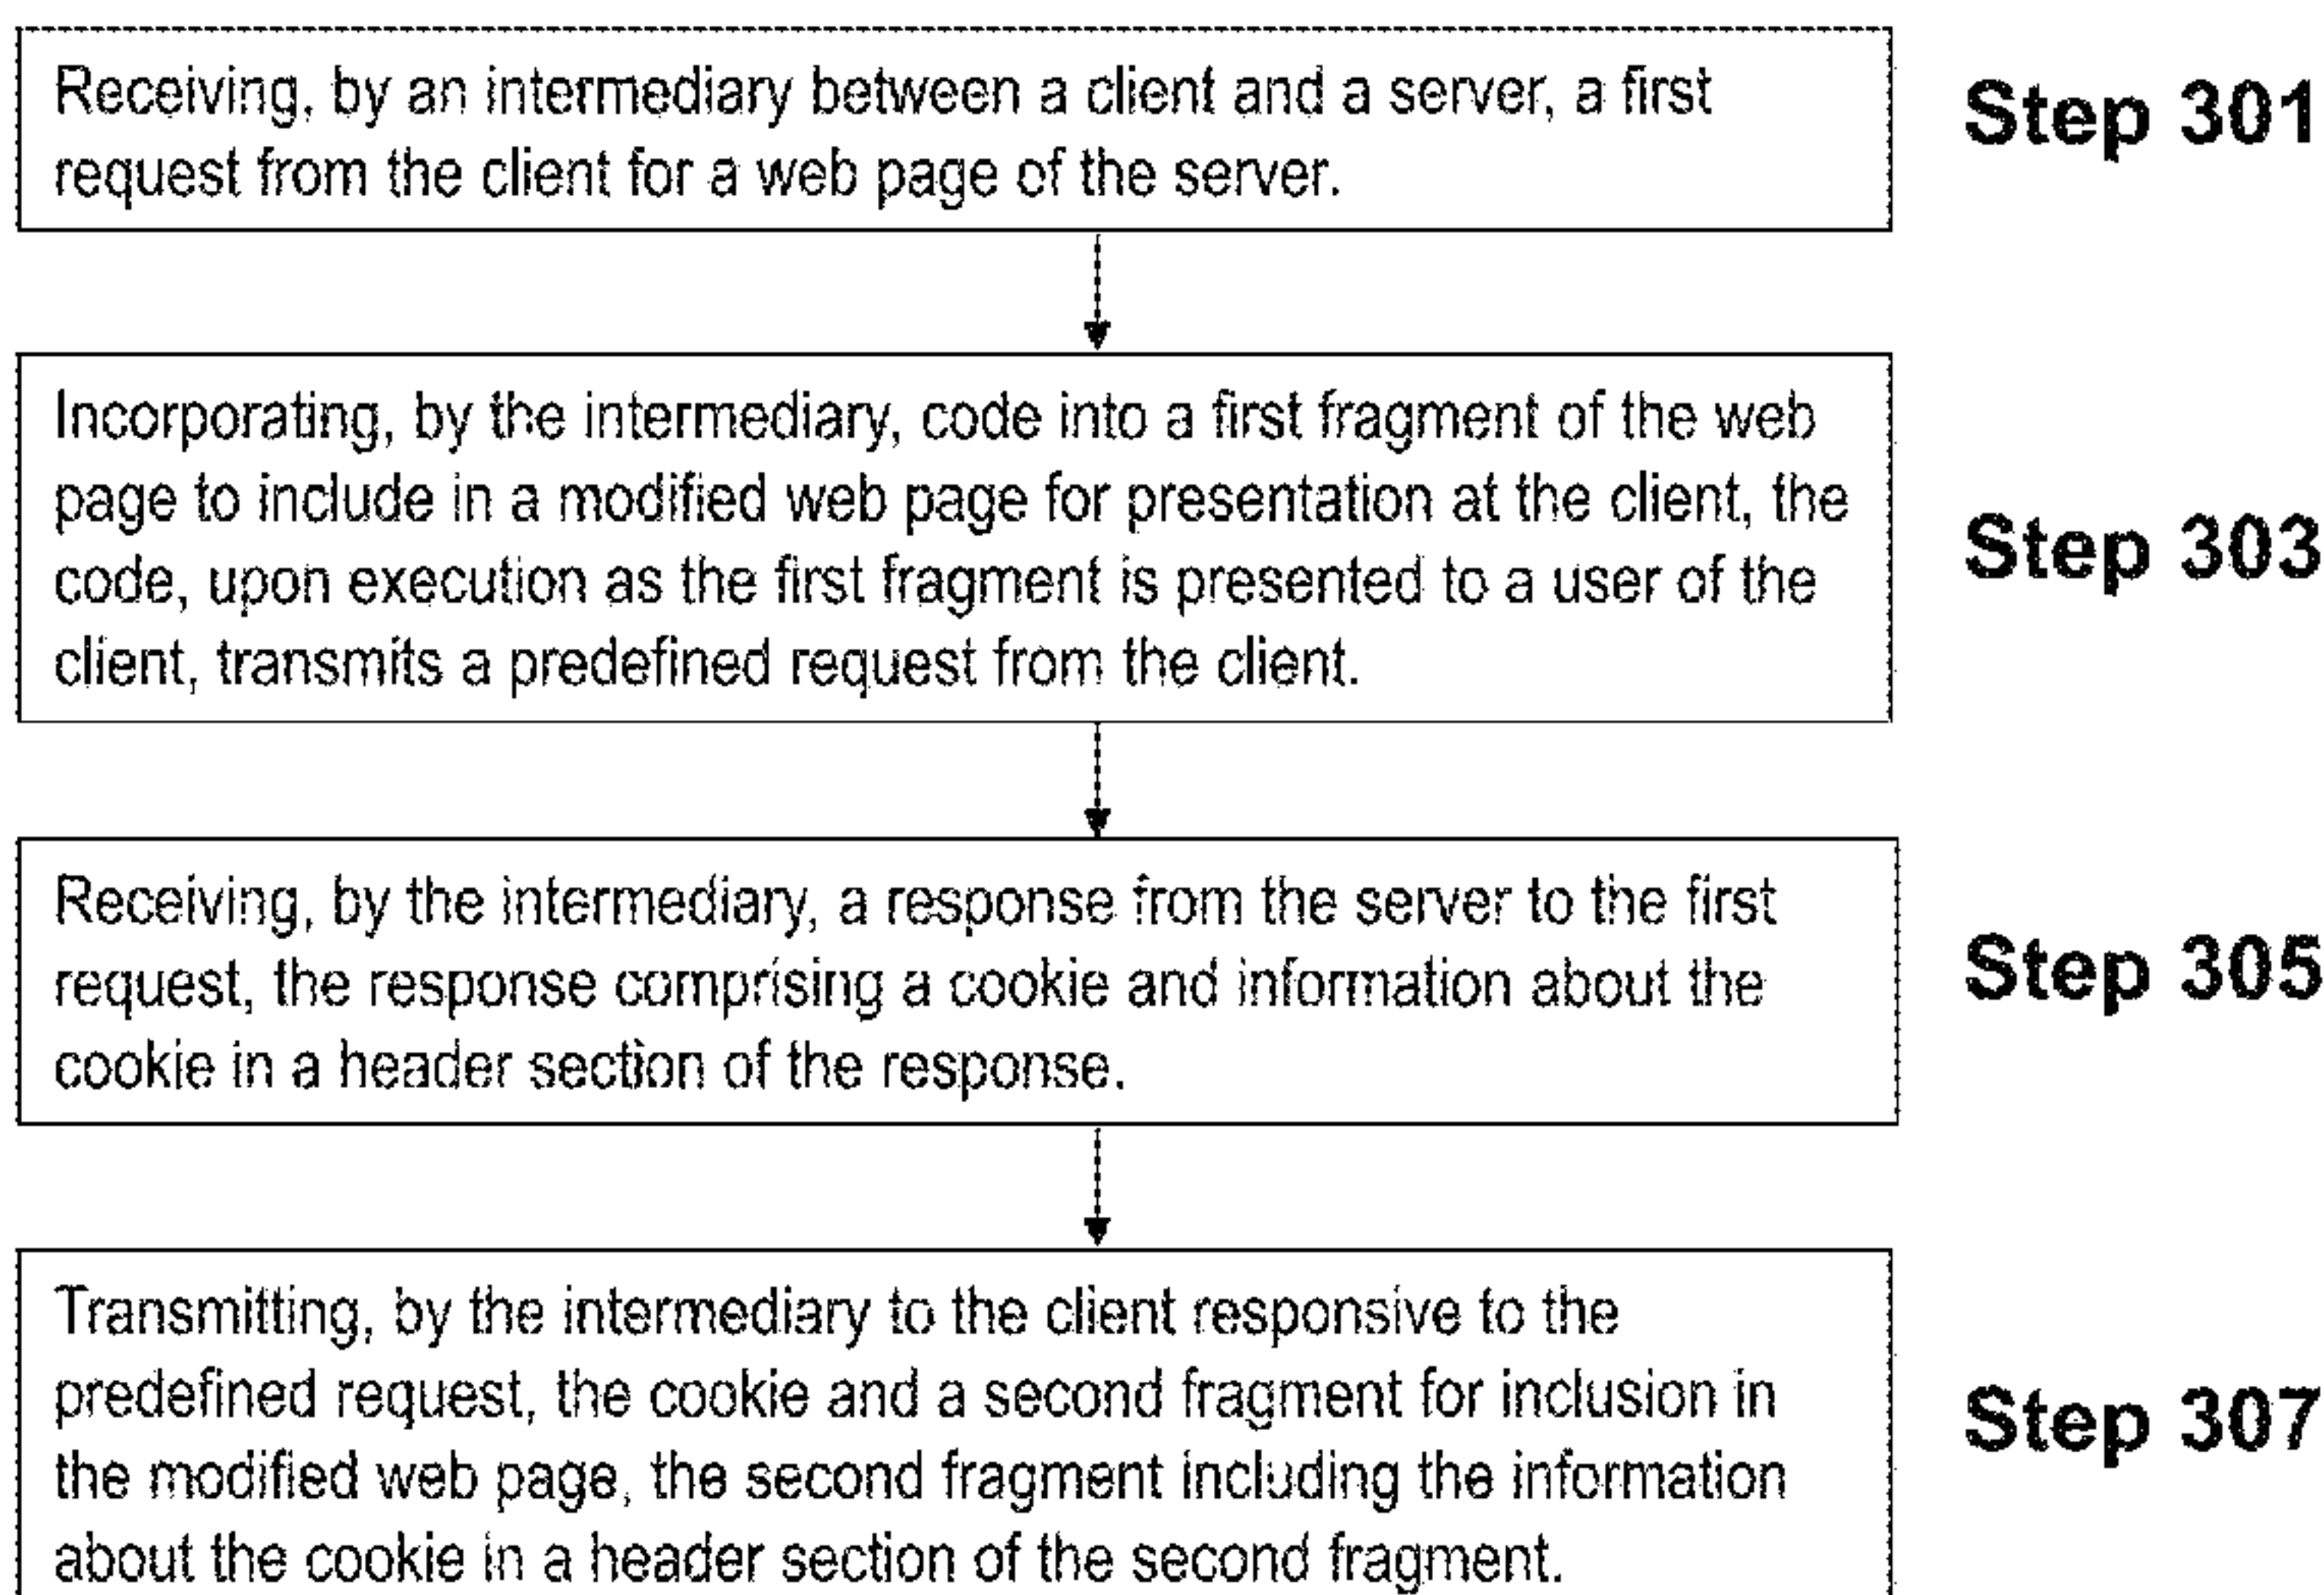 Receiving, by an intermediary between a client and a server, a first
request from the client for a web page of the server.
Step 301
Incorporating, by the intermediary, code into a first fragment of the web
page to include in a modified web page for presentation at the client, the
code, upon execution as the first fragment is presented to a user of the
client, transmits a predefined request from the client.
Step 303
Receiving, by the intermediary, a response from the server to the first
request, the response comprising a cookie and information about the
cookie in a header section of the response.
Step 305
Transmitting, by the intermediary to the client responsive to the
predefined request, the cookie and a second fragment for inclusion in
the modified web page, the second fragment including the information
about the cookie in a header section of the second fragment.
Step 307